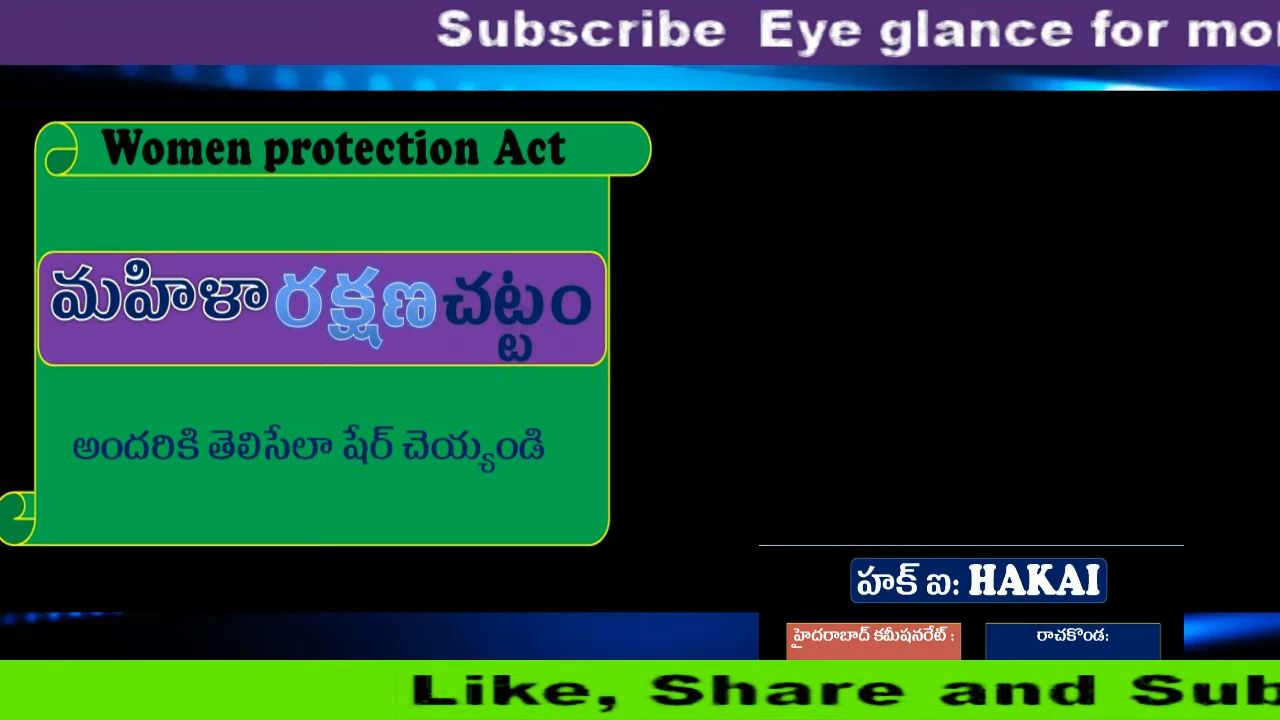 Subscribe Eye glance for
Women protection Act
మహిళా రక్షణ చట్టం
అందరికి తెలిసేలా షేర్ చెయ్యండి
హక్ ఐ: HAKAI
హైదరాబాద్ కమీషనరేట్ :
రాచకొండ:
Like, Share and Sub